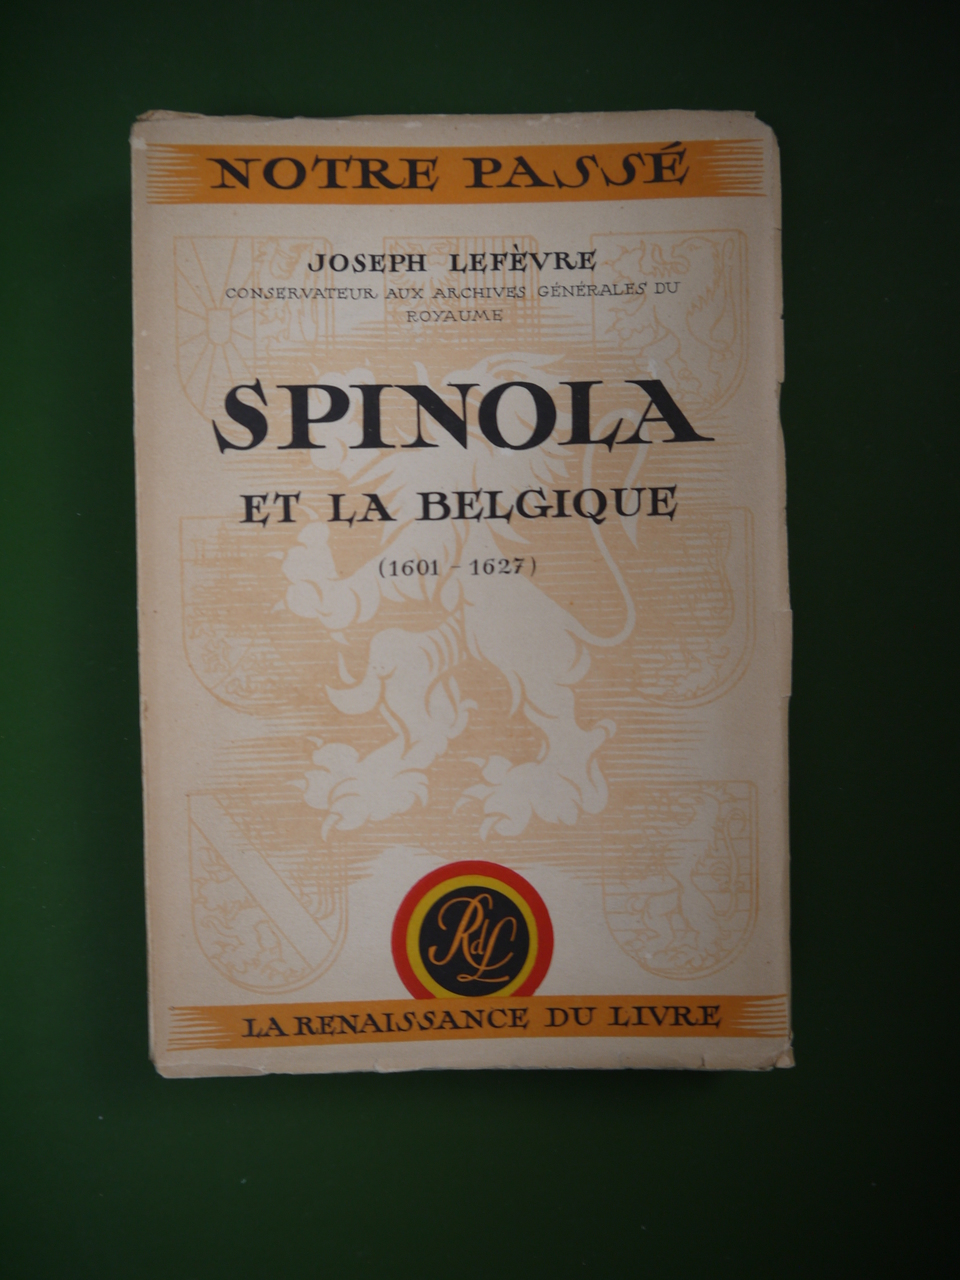 NOTRE PASSÉ
JOSEPH LEFÈVRE
CONSERVATEUR AUX ARCHIVES GÉNÉRALES DU
ROYAUME
SPINOLA
ET LA BELGIQUE
(1601 - 1627)
RdL
LA RENAISSANCE DU LIVRE